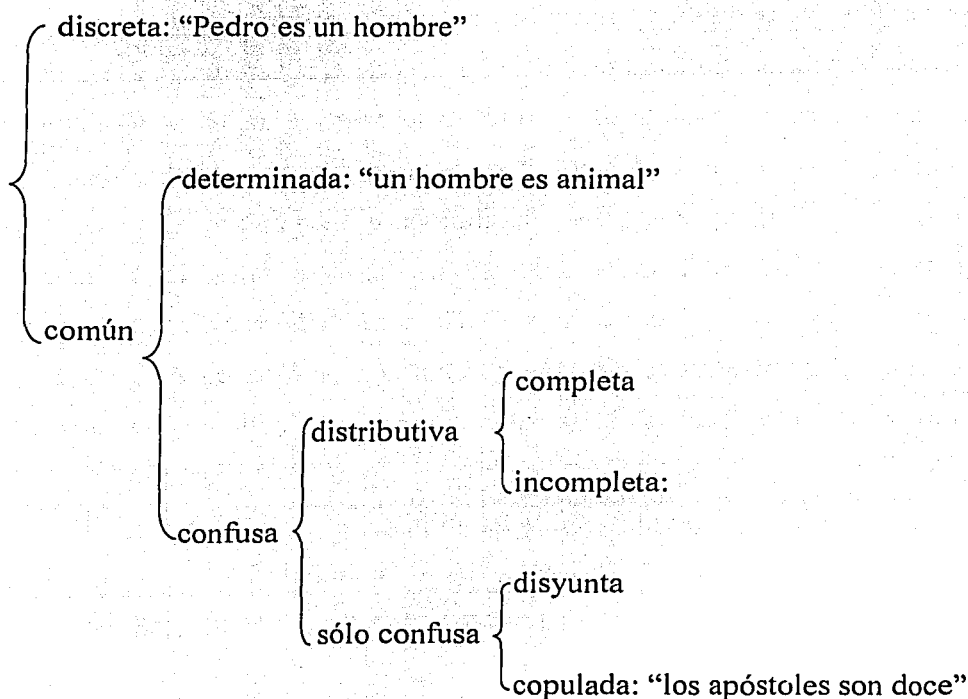 discreta: “Pedro es un hombre”
determinada: “un hombre es animal”
común
completa
distributiva
incompleta:
confusa
disyunta
sólo confusa
copulada: “los apóstoles son doce”